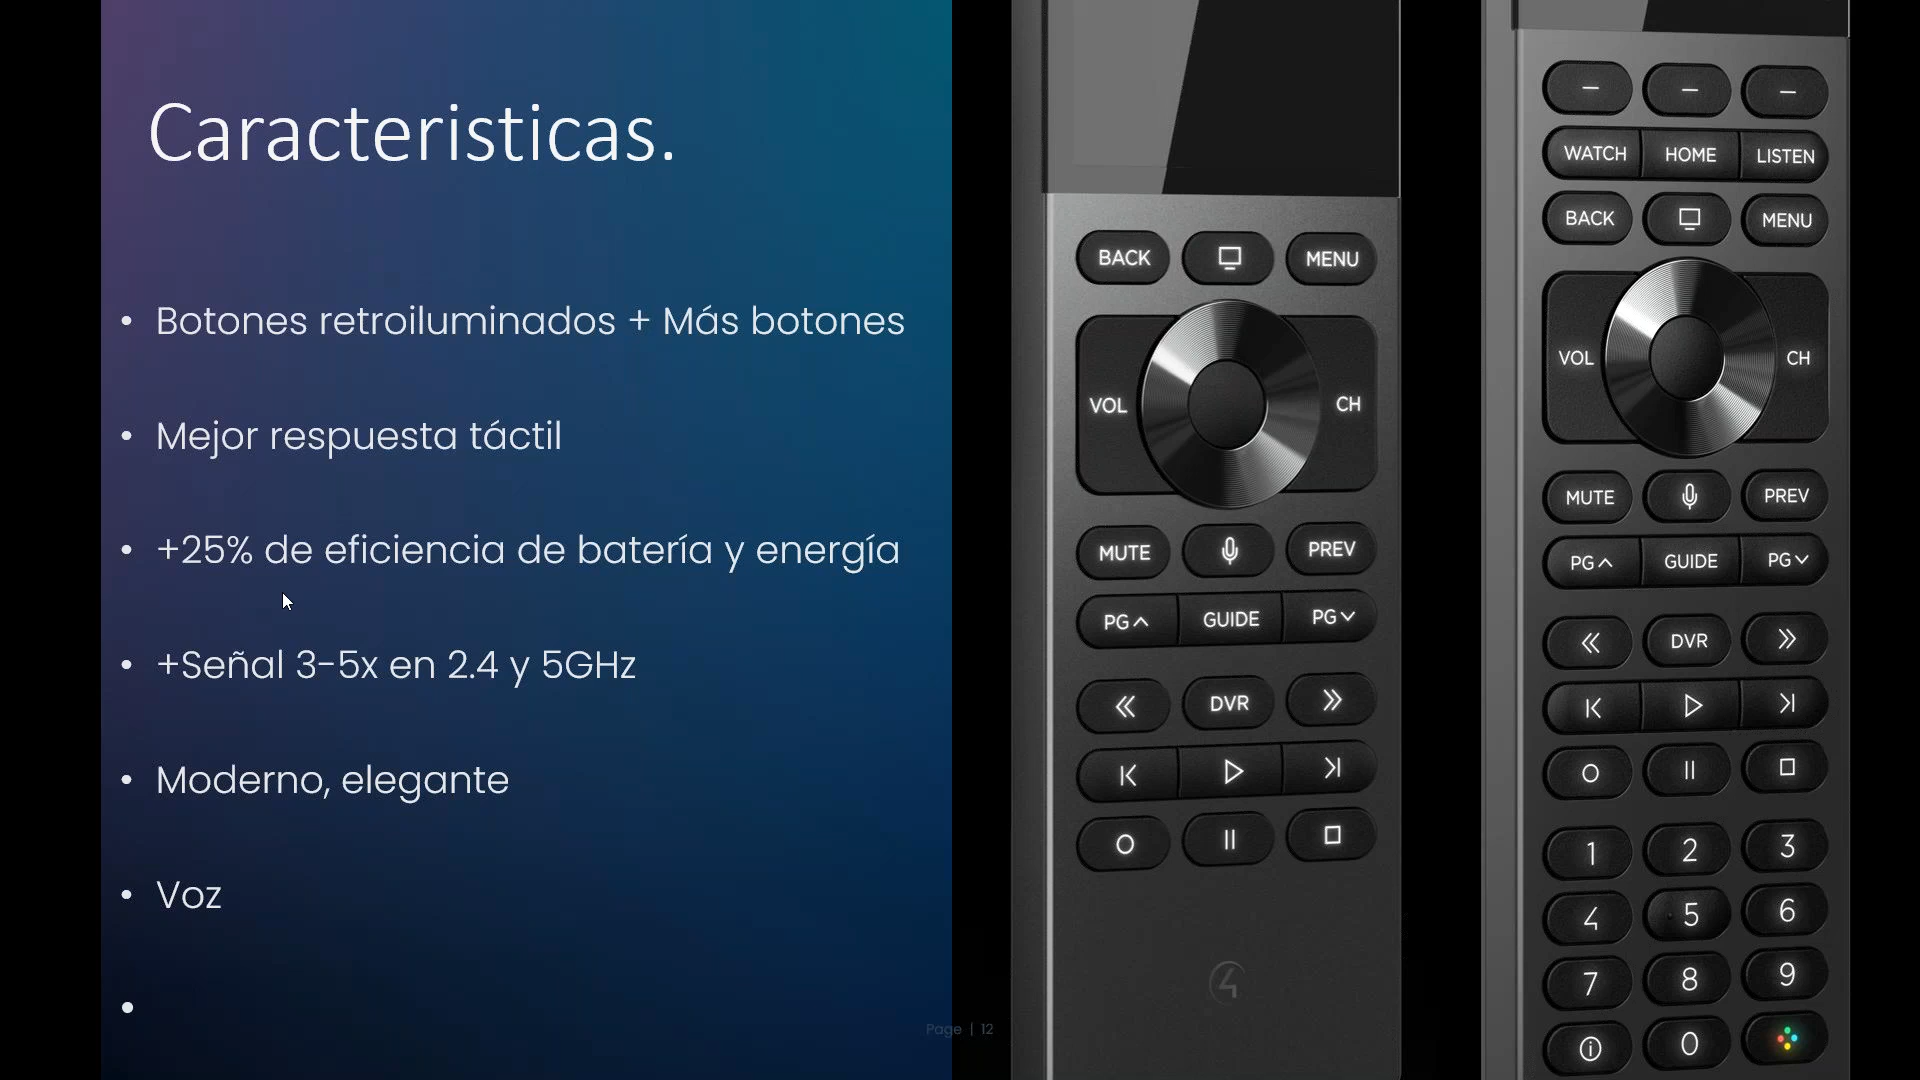 Caracteristicas.
• Botones retroiluminados + Más botones
• Mejor respuesta táctil
• +25% de eficiencia de batería y energía
• +Señal 3-5x en 2.4 y 5GHz
• Moderno, elegante
• Voz
•
Page | 12
BACK MENU
VOL CH
MUTE PREV
PG GUIDE PG
DVR
WATCH HOME LISTEN
BACK MENU
VOL CH
MUTE PREV
PG GUIDE PG
DVR
1 2 3
4 5 6
7 8 9
0